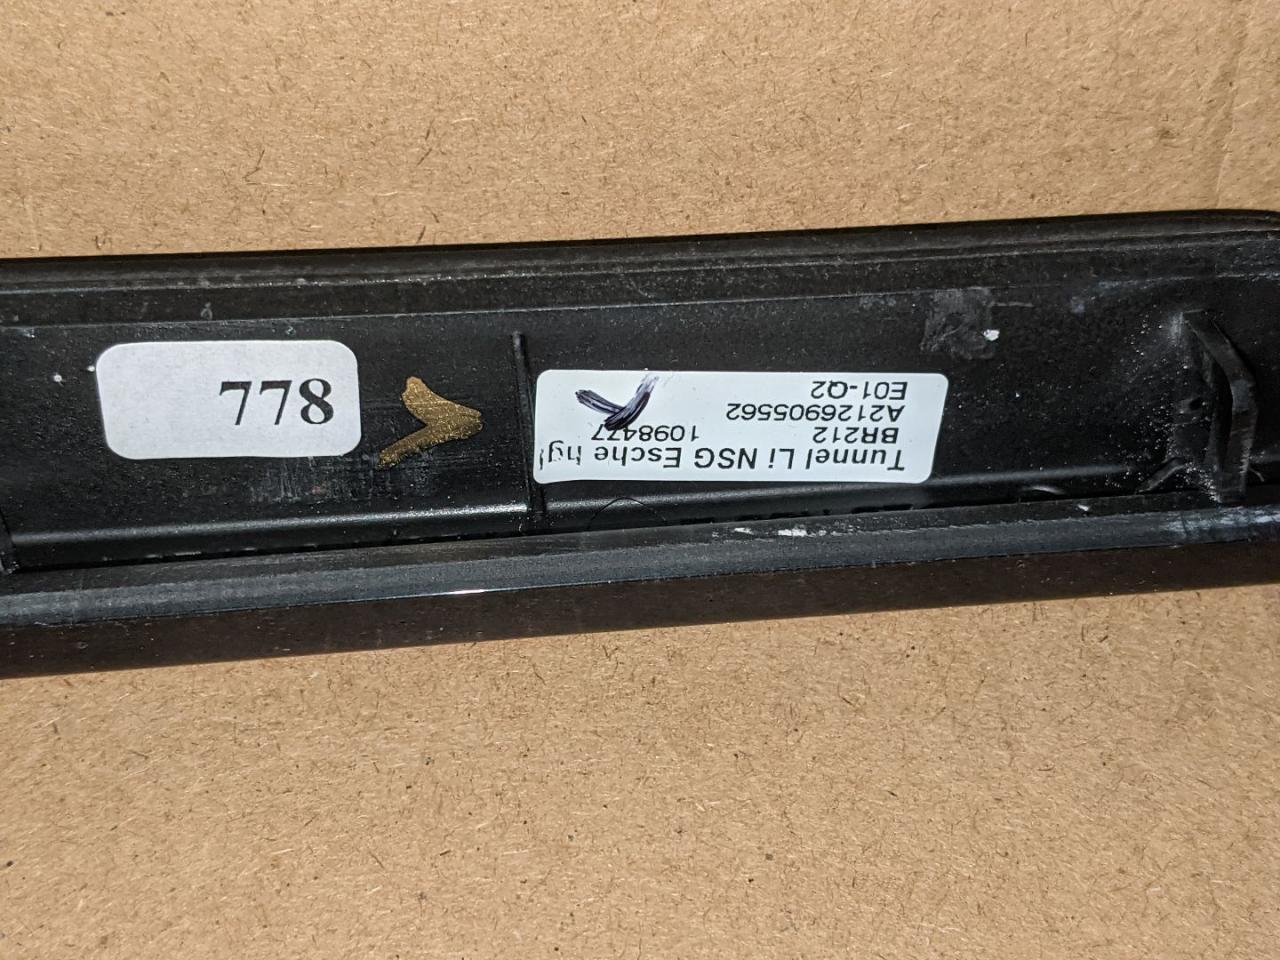 778
Tunnel Li NSG Esche hgl
BR212 1098477
A2126905562
E01-Q2